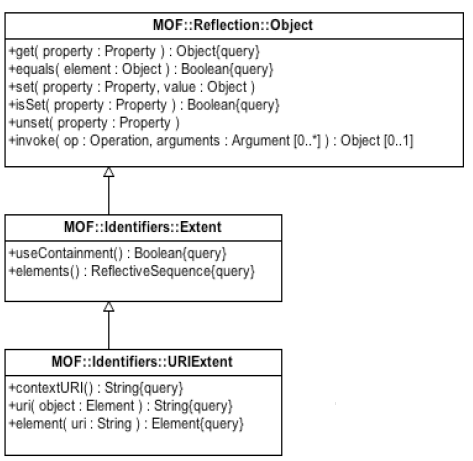 MOF::Reflection::Object
+get( property : Property ) : Object{query}
+equals( element : Object ) : Boolean{query}
+set( property : Property, value : Object )
+isSet( property : Property ) : Boolean{query}
+unset( property : Property )
+invoke( op : Operation, arguments : Argument [0..*] ) : Object [0..1]
MOF::Identifiers::Extent
+useContainment() : Boolean{query}
+elements() : ReflectiveSequence{query}
MOF::Identifiers::URIExtent
+contextURI() : String{query}
+uri( object : Element ) : String{query}
+element( uri : String ) : Element{query}